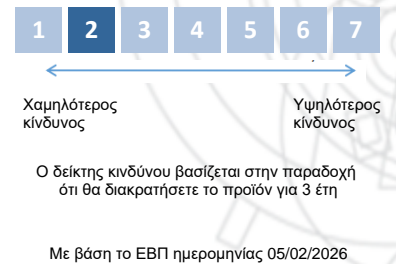 1 2 3 4 5 6 7
Χαμηλότερος Υψηλότερος
κίνδυνος κίνδυνος
Ο δείκτης κινδύνου βασίζεται στην παραδοχή
ότι θα διακρατήσετε το προϊόν για 3 έτη
Με βάση το ΕΒΠ ημερομηνίας 05/02/2026